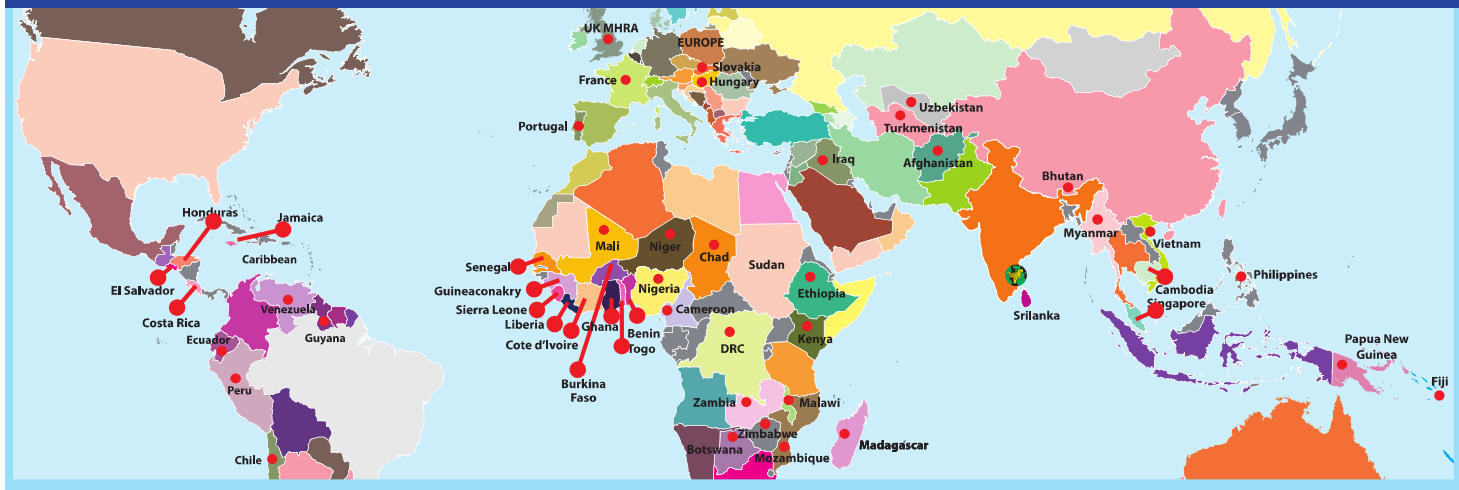 UK MHRA
EUROPE
Slovakia
France
Hungary
Uzbekistan
Portugal
Turkmenistan
Iraq
Afghanistan
Bhutan
Honduras
Jamaica
Myanmar
Vietnam
Mali
Niger
Chad
Caribbean
Senegal
Sudan
Philippines
El Salvador
Guineaconakry
Nigeria
Ethiopia
Cambodia
Venezuela
Sierra Leone
Cameroon
Singapore
Costa Rica
Liberia
Ghana
Benin
Srilanka
Ecuador
Guyana
Cote d'Ivoire
Togo
DRC
Kenya
Papua New
Guinea
Burkina
Faso
Fiji
Peru
Zambia
Malawi
Zimbabwe
Madagascar
Botswana
Mozambique
Chile